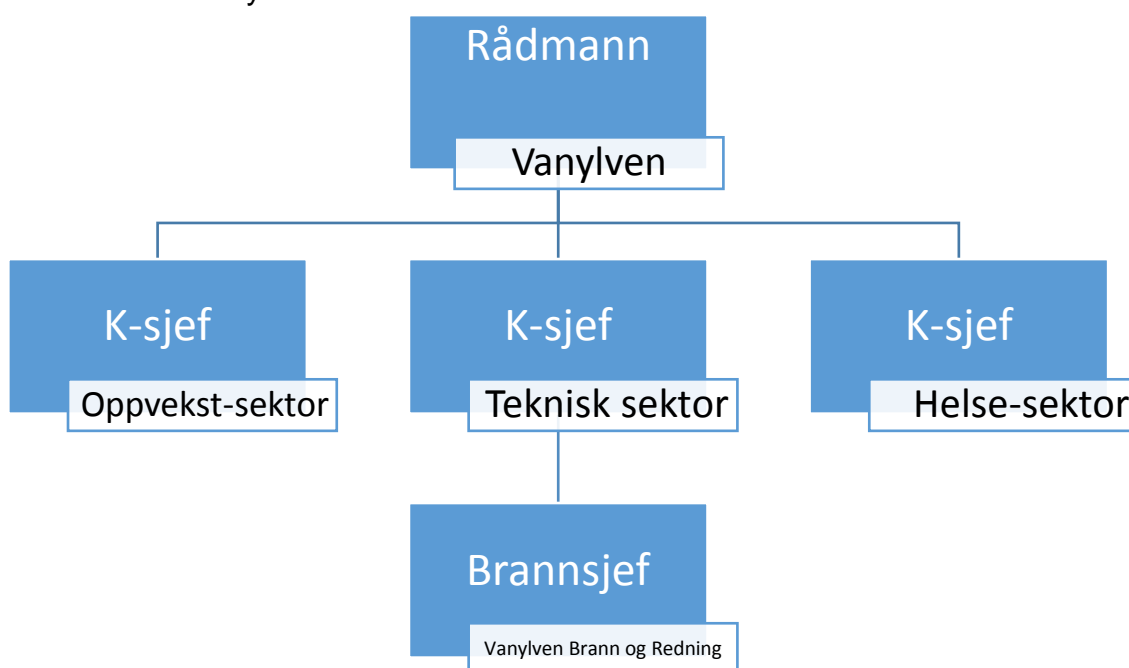 Rådmann
Vanylven
K-sjef
Oppvekst-sektor
K-sjef
Teknisk sektor
K-sjef
Helse-sektor
Brannsjef
Vanylven Brann og Redning